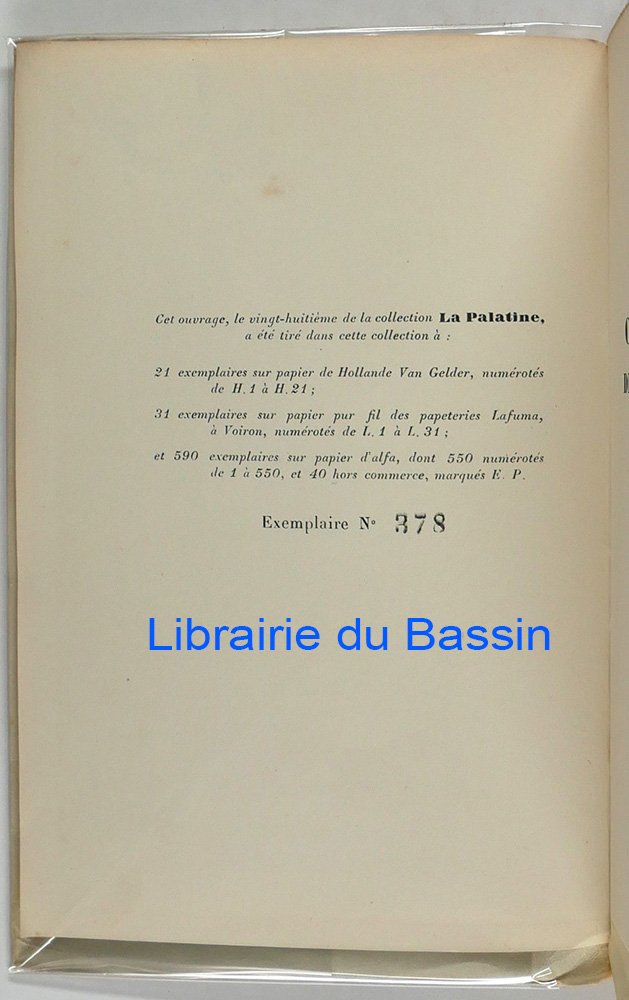 Cet ouvrage, le vingt-huitième de la collection La Palatine,
a été tiré dans cette collection à :
21 exemplaires sur papier de Hollande Van Gelder, numérotés
de H. 1 à H. 21 ;
31 exemplaires sur papier pur fil des papeteries Lafuma,
à Voiron, numérotés de L. 1 à L. 31 ;
et 590 exemplaires sur papier d'alfa, dont 550 numérotés
de 1 à 550, et 40 hors commerce, marqués E. P.
Exemplaire N° 378
Librairie du Bassin